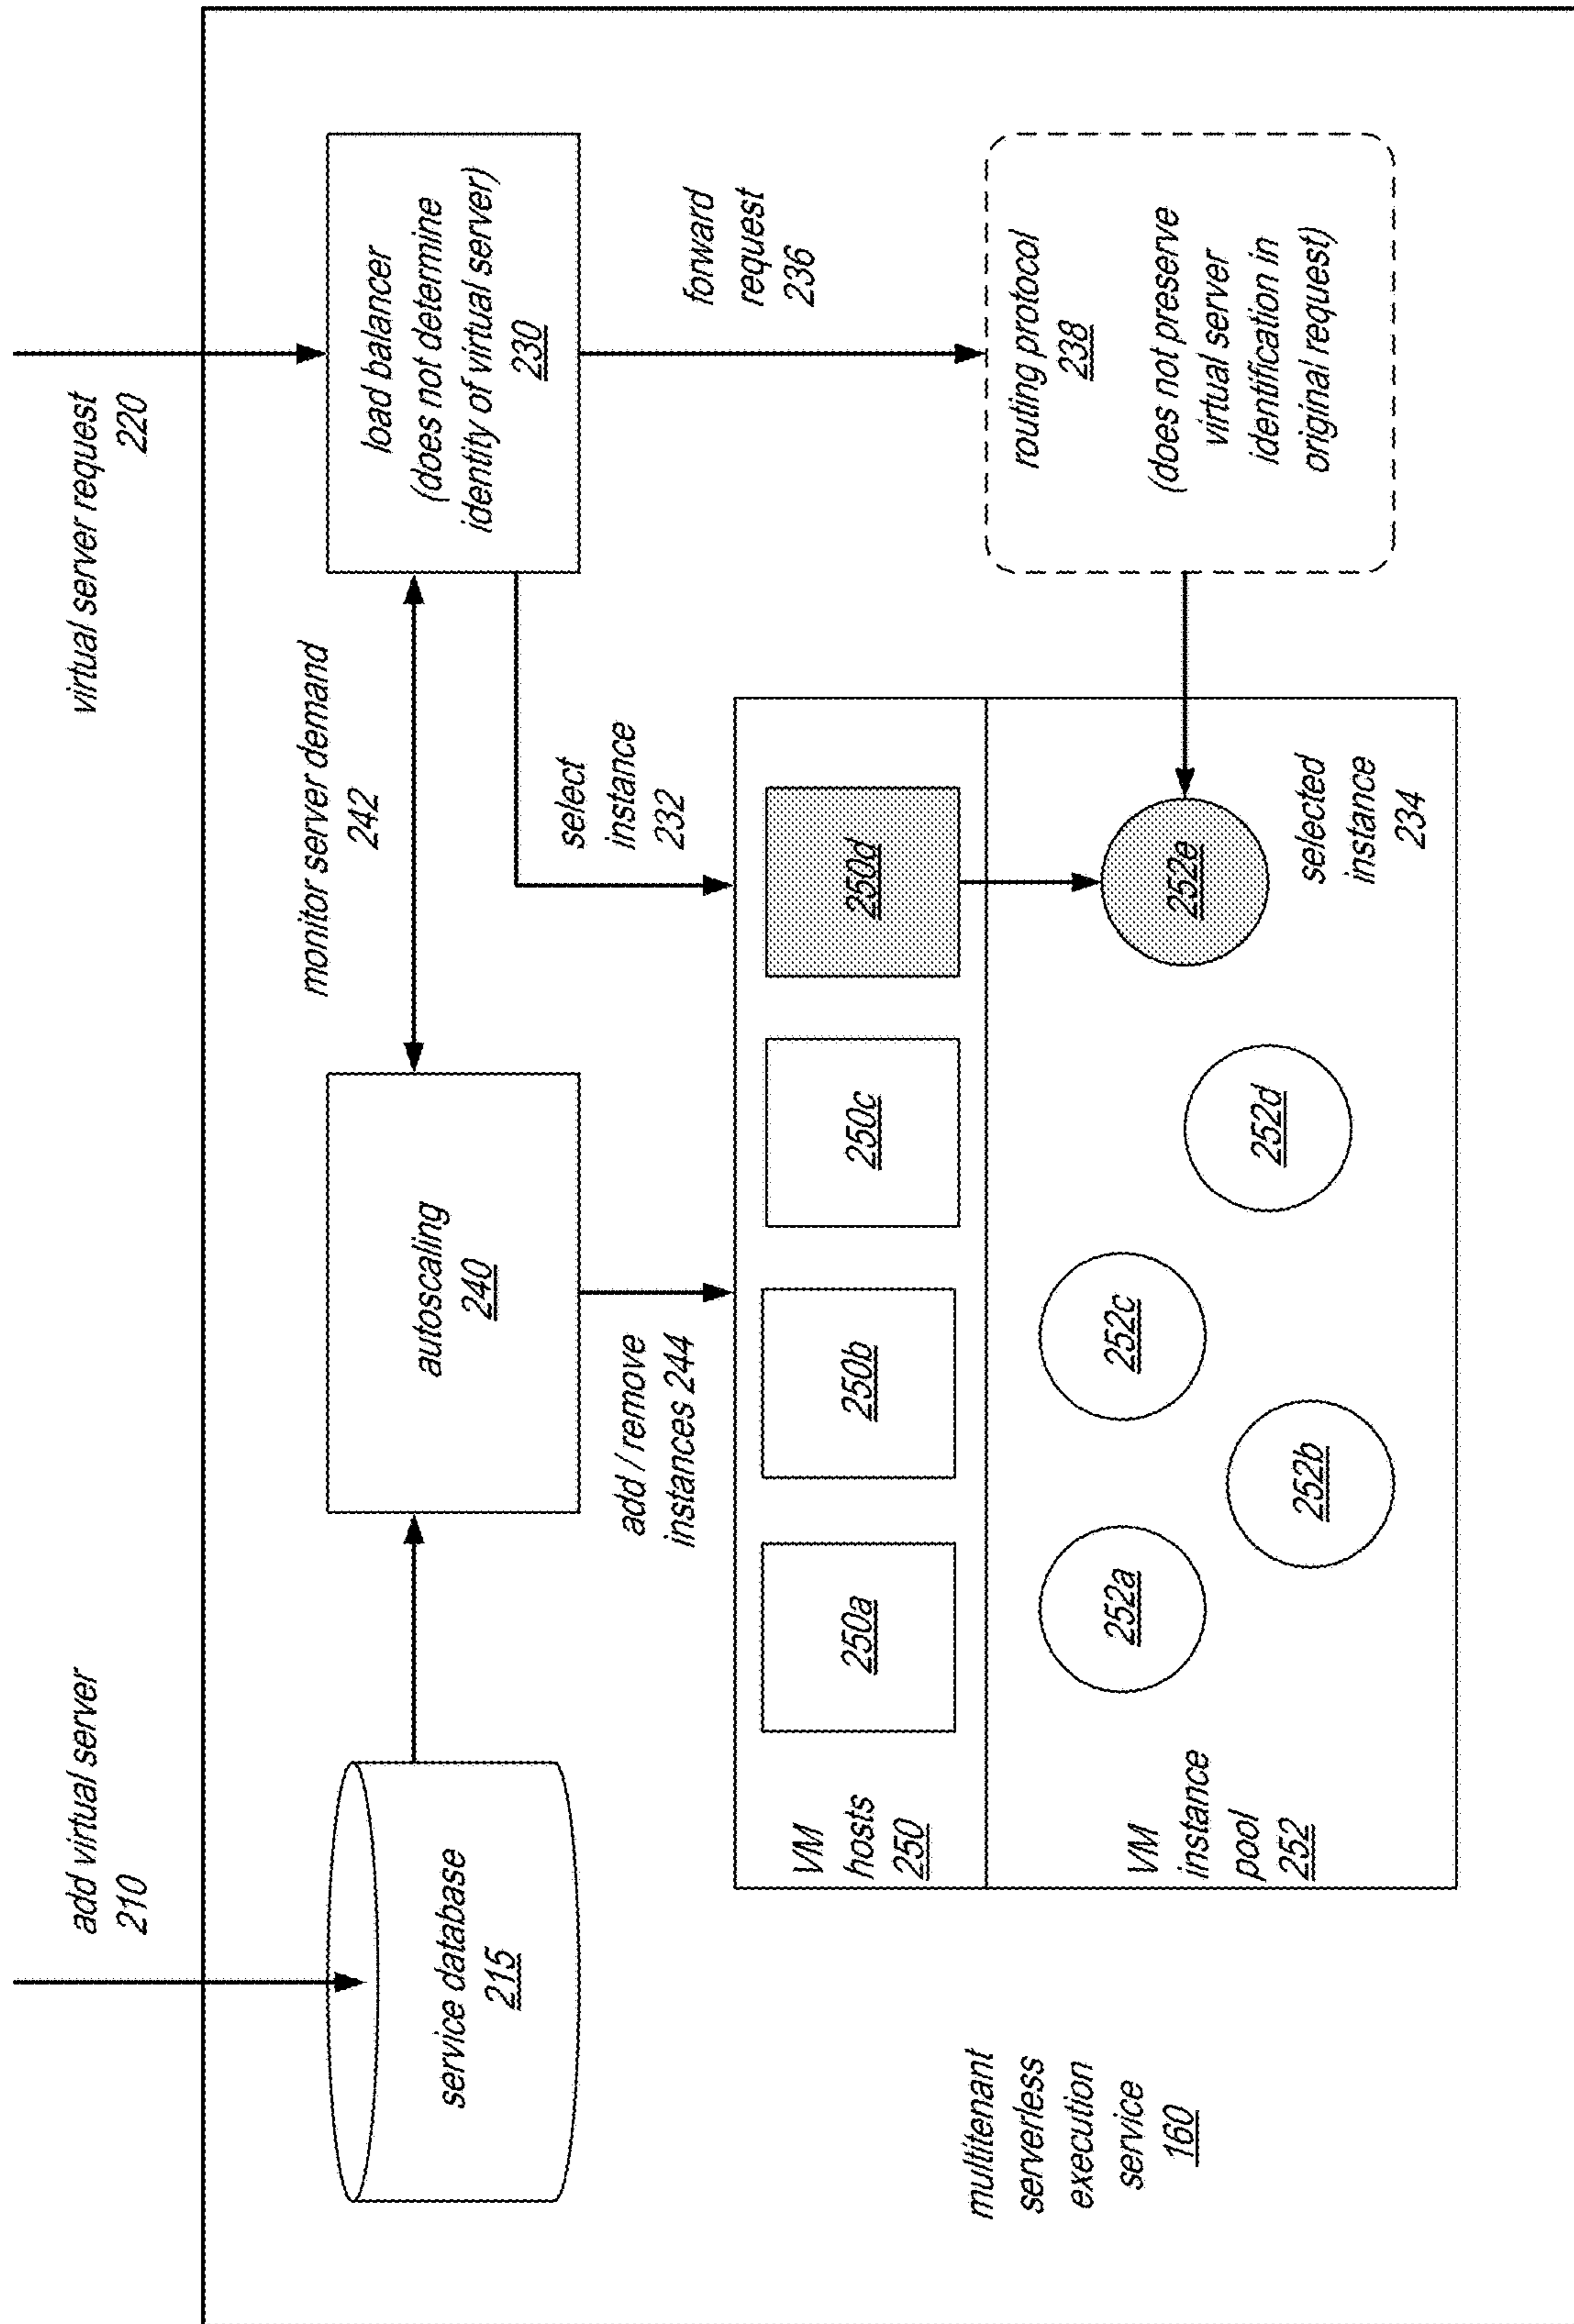 add virtual server
210
virtual server request
220
service database
215
autoscaling
240
monitor server demand
242
load balancer
(does not determine
identity of virtual server)
230
add / remove
instances 244
select
instance
232
forward
request
236
VM
hosts
250
250a
250b
250c
250d
VM
instance
pool
252
252a
252b
252c
252d
252e
selected
instance
234
routing protocol
238
(does not preserve
virtual server
identification in
original request)
multitenant
serverless
execution
service
160